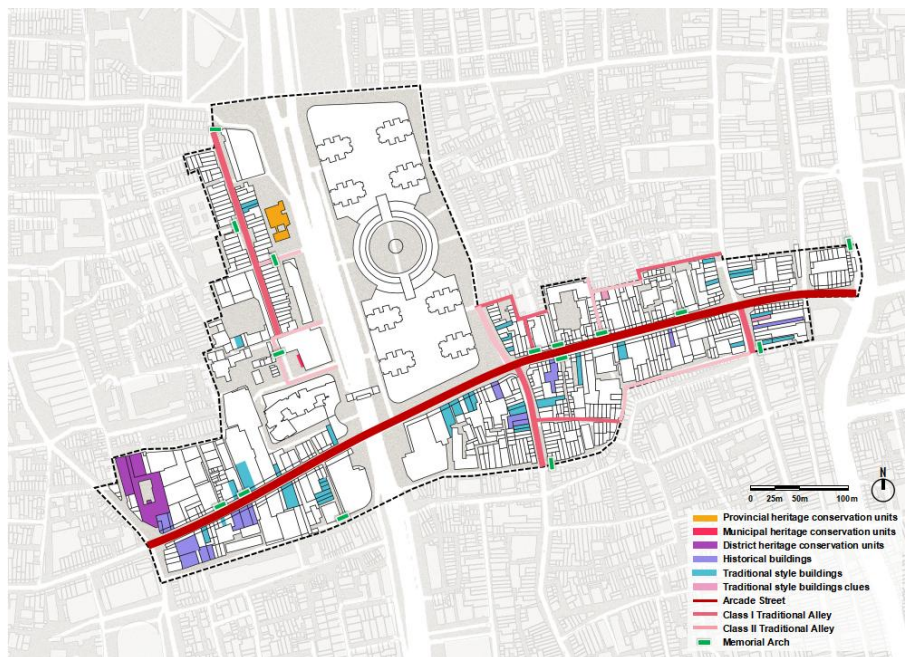 N
0 25m 50m 100m
Provincial heritage conservation units
Municipal heritage conservation units
District heritage conservation units
Historical buildings
Traditional style buildings
Traditional style buildings clues
Arcade Street
Class I Traditional Alley
Class II Traditional Alley
Memorial Arch